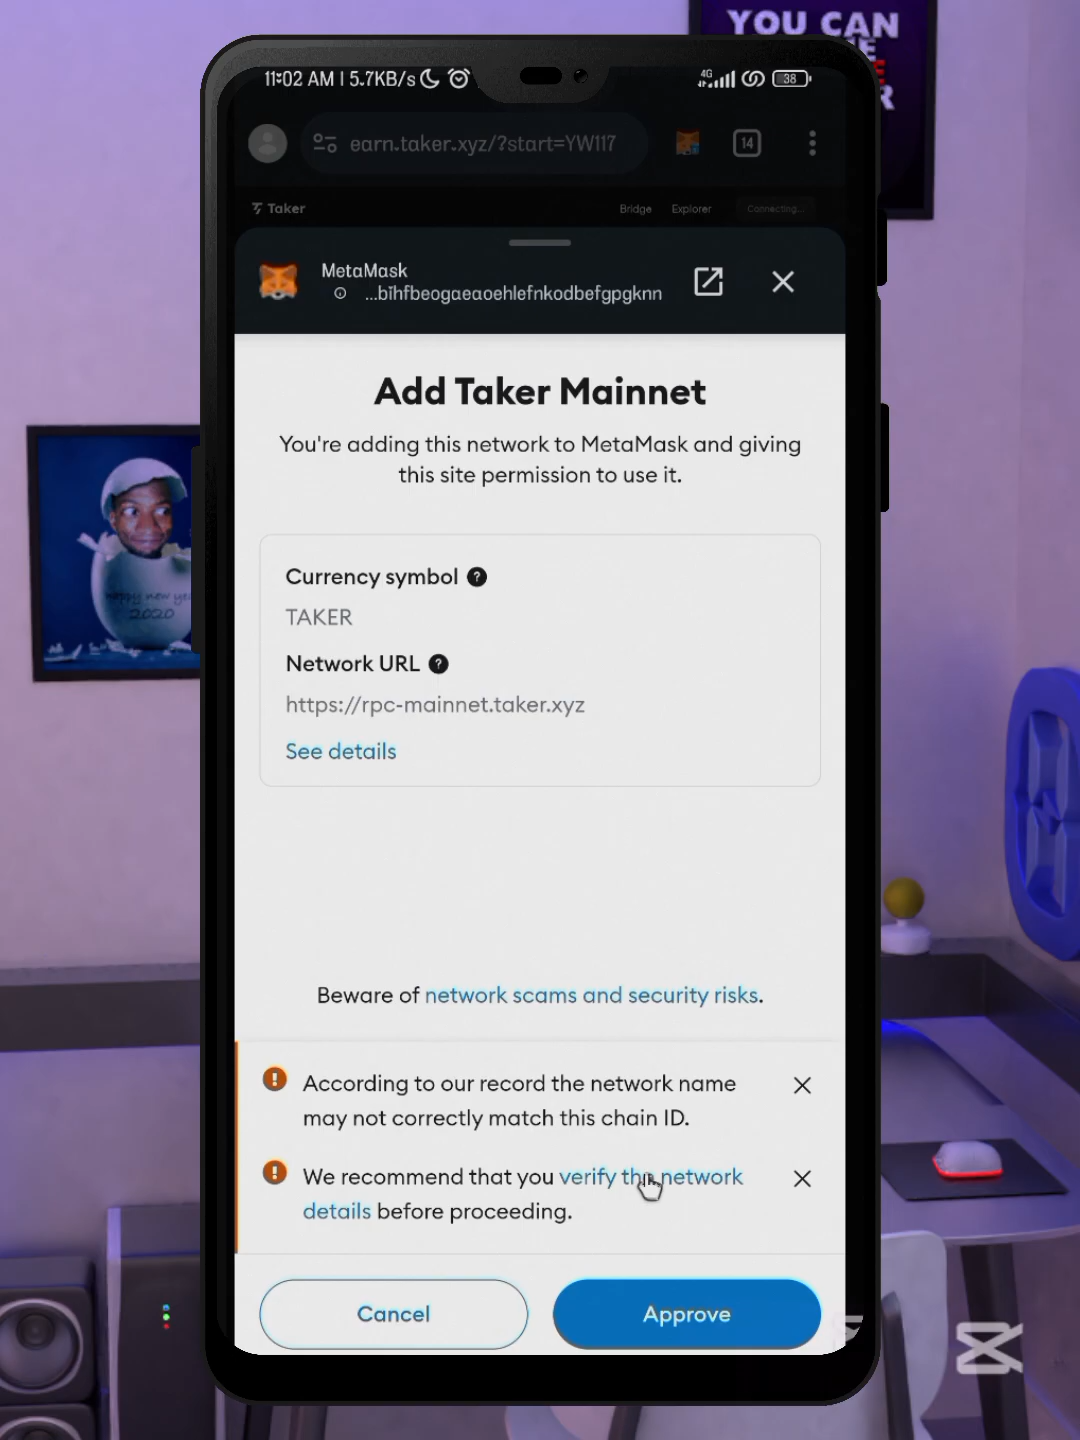 YOU CAN
11:02 AM | 5.7KB/s
4G
38
earn.taker.xyz/?start=YW117
14
Taker
Bridge
Explorer
Connecting...
MetaMask
...bihfbeogaeaoehlefnkodbefgpgknn
Add Taker Mainnet
You're adding this network to MetaMask and giving
this site permission to use it.
Currency symbol
TAKER
Network URL
https://rpc-mainnet.taker.xyz
See details
happy new
2020
Beware of network scams and security risks.
According to our record the network name
may not correctly match this chain ID.
We recommend that you verify the network
details before proceeding.
Cancel
Approve